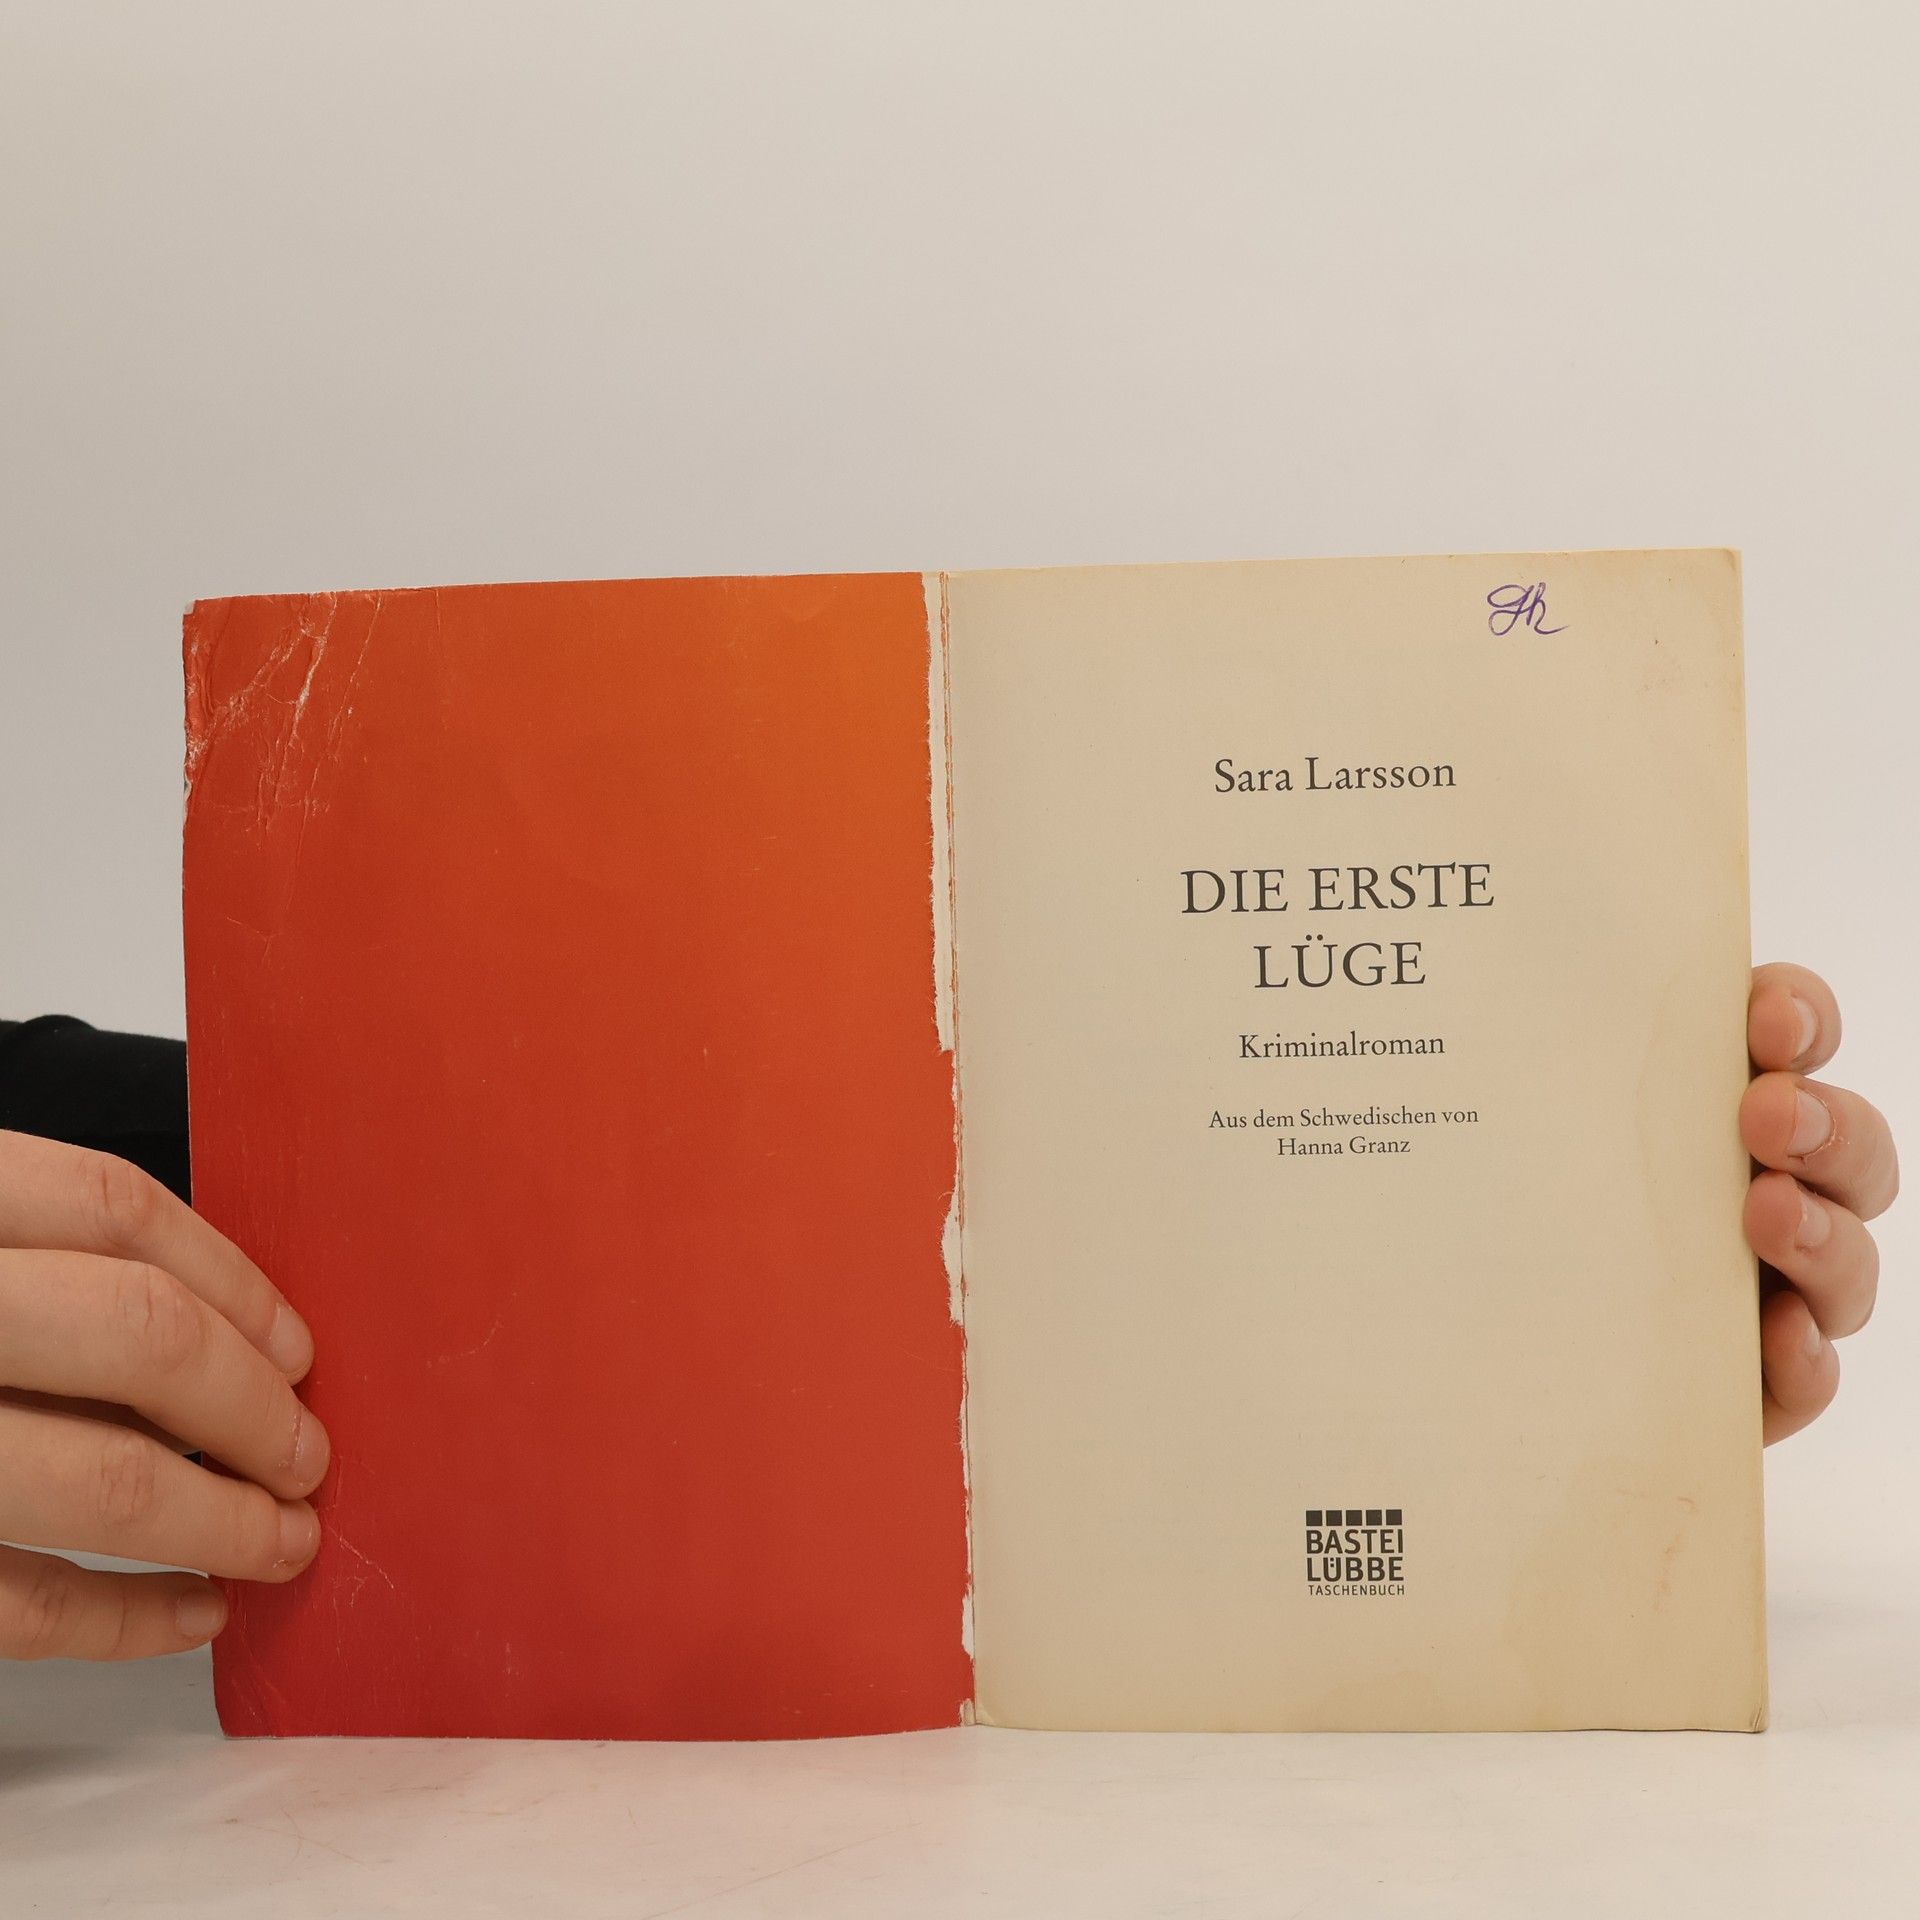 Sara Larsson
DIE ERSTE
LÜGE
Kriminalroman
Aus dem Schwedischen von
Hanna Granz
BASTEI
LÜBBE
TASCHENBUCH